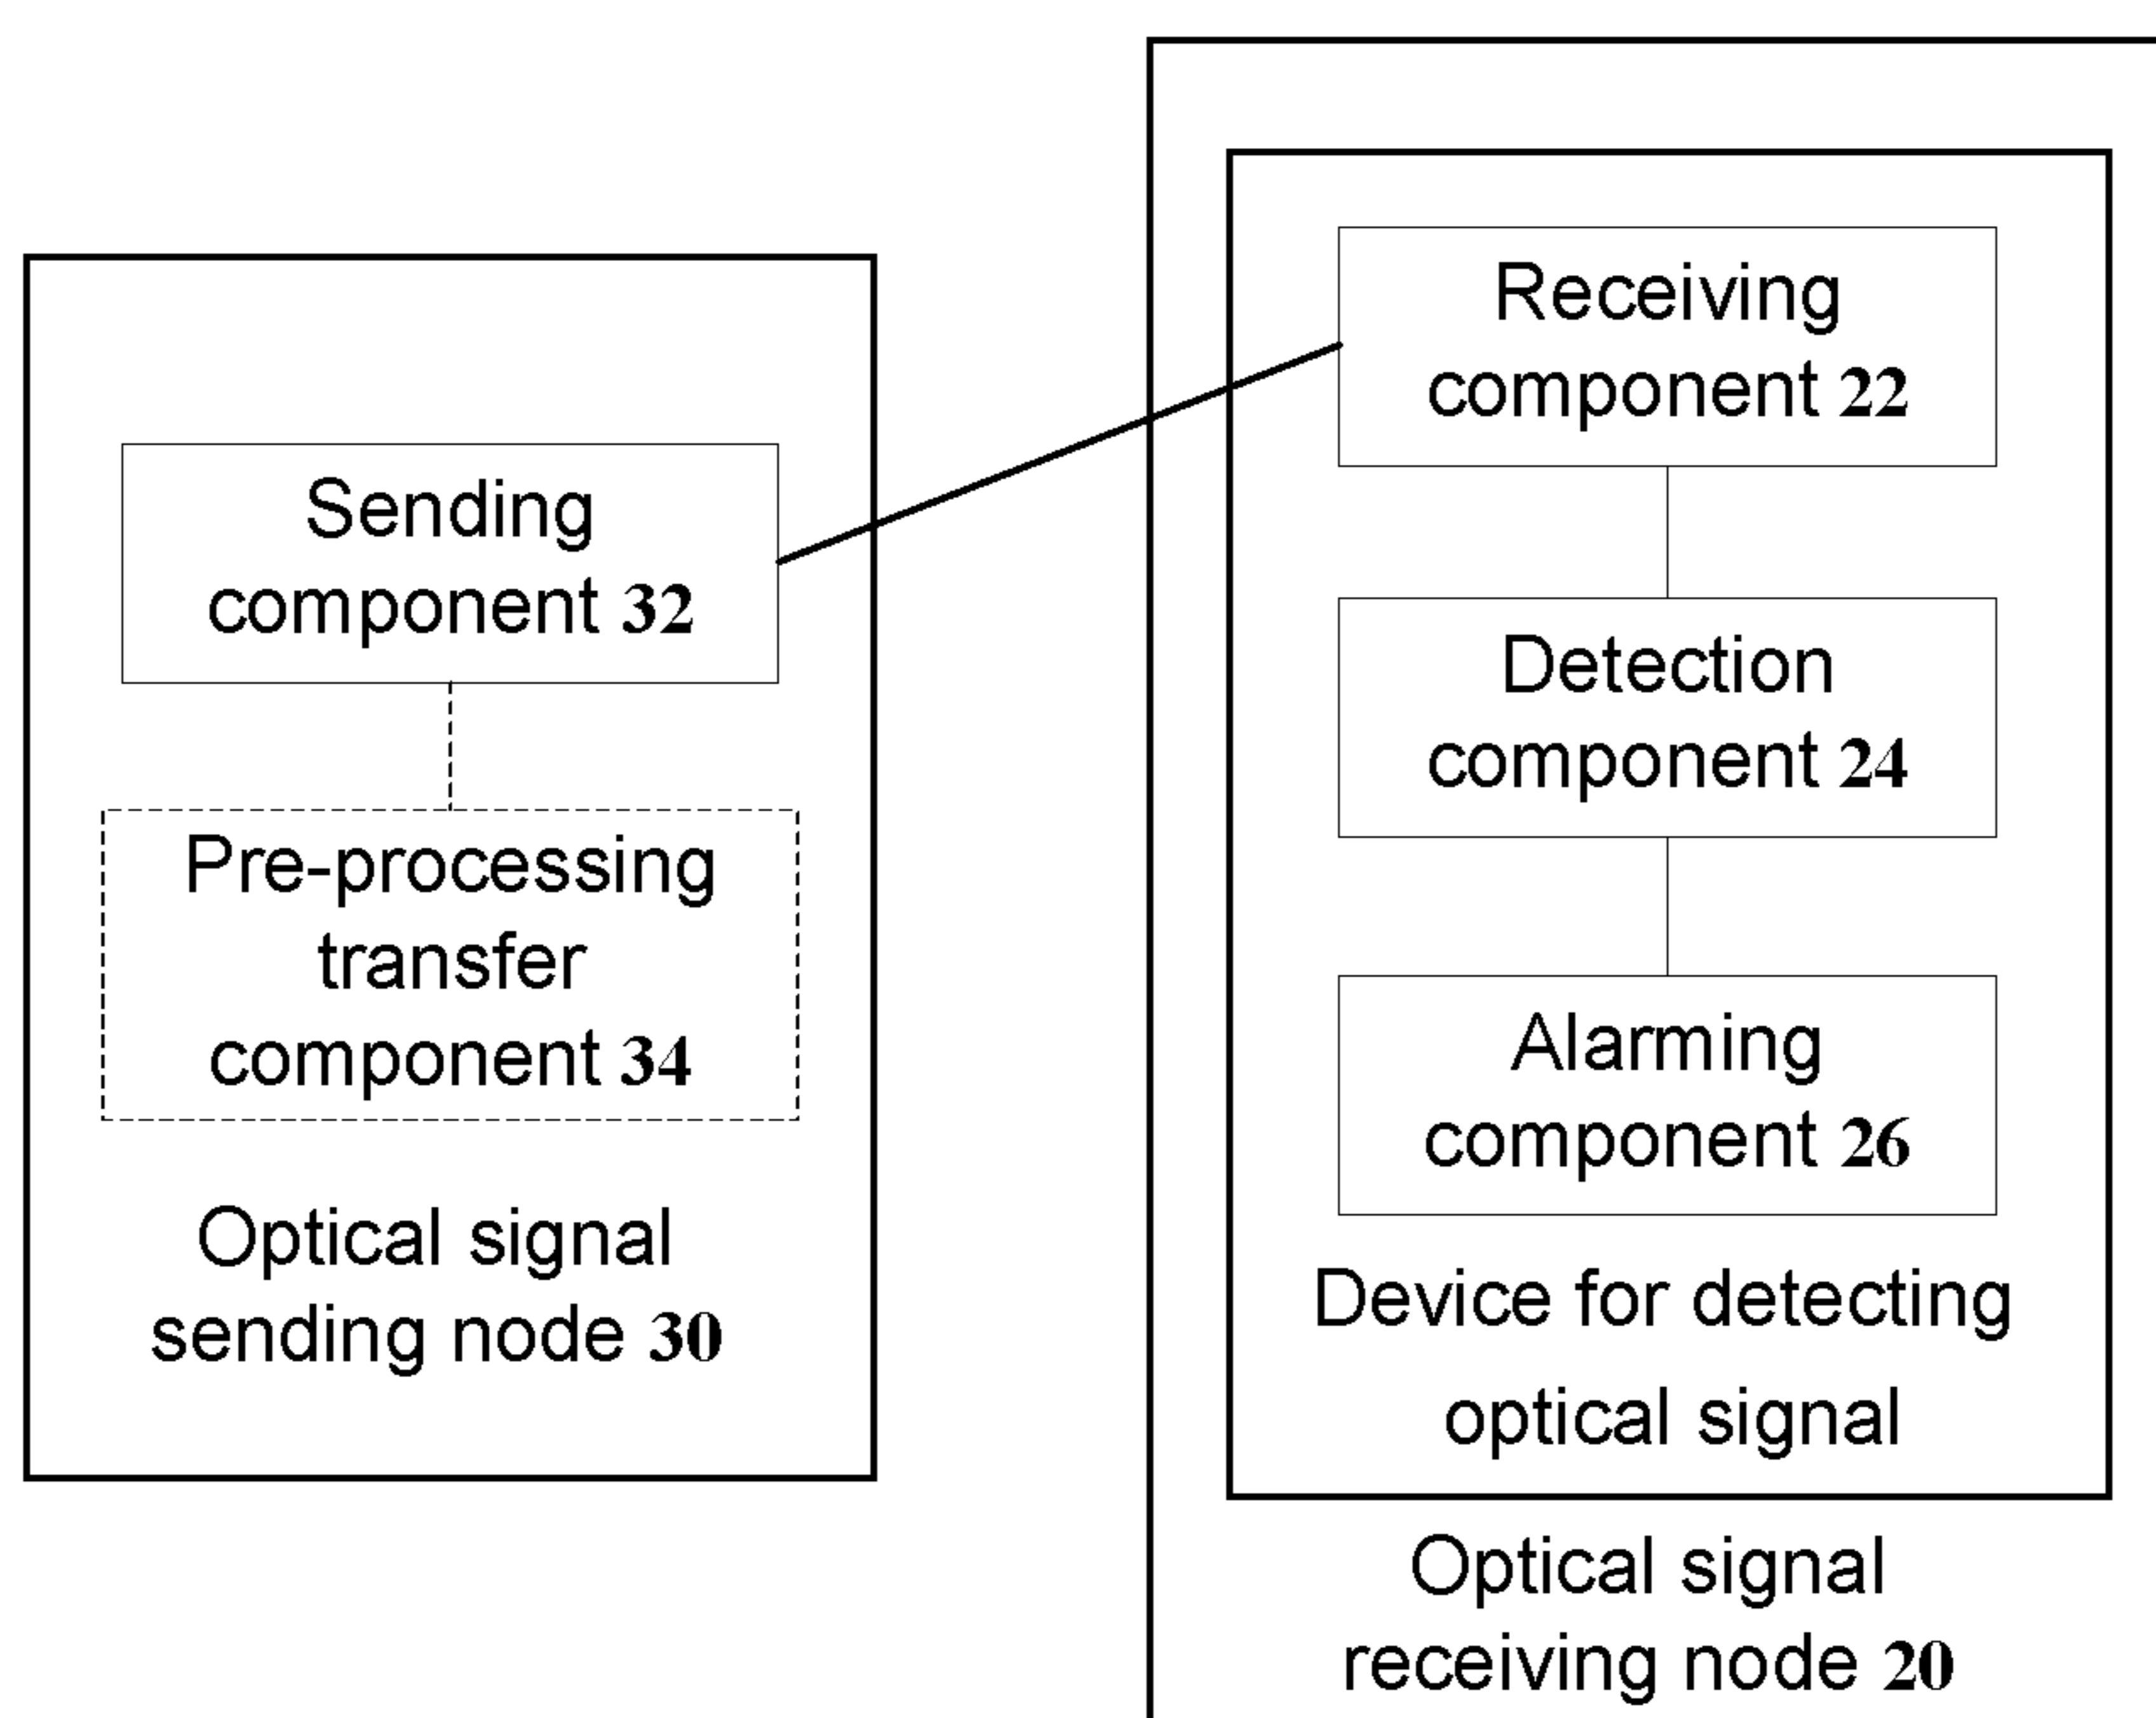 Sending
component 32
Pre-processing
transfer
component 34
Optical signal
sending node 30
Receiving
component 22
Detection
component 24
Alarming
component 26
Device for detecting
optical signal
Optical signal
receiving node 20